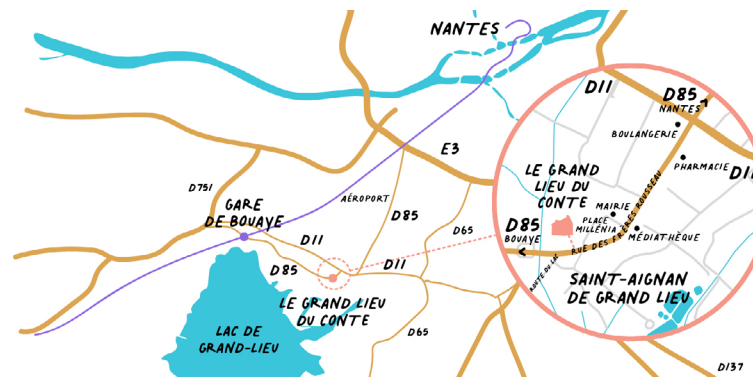 NANTES
E3
D751
GARE
DE BOUAYE
AÉROPORT
D85
D65
D11
D85
D11
LE GRAND LIEU
DU CONTE
LAC DE
GRAND-LIEU
D65
D11
D85
NANTES
BOULANGERIE
PHARMACIE
D11
LE GRAND
LIEU DU
CONTE
MAIRIE
PLACE
MILLÉNIA
MÉDIATHÈQUE
D85
BOUAYE
RUE DES FRÈRES ROUSSEAU
ROUTE DU LAC
SAINT-AIGNAN
DE GRAND LIEU
D137